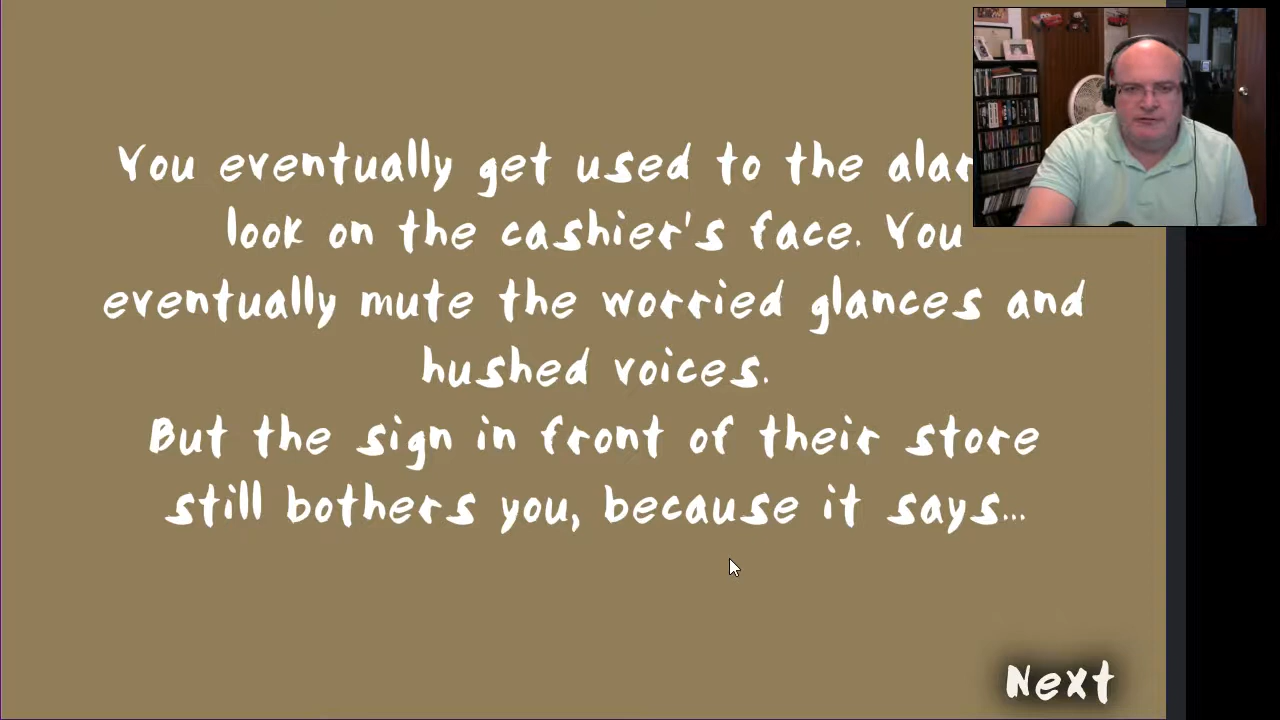 You eventually get used to the alar
look on the cashier's face. You
eventually mute the worried glances and
hushed voices.
But the sign in front of their store
still bothers you, because it says...
Next